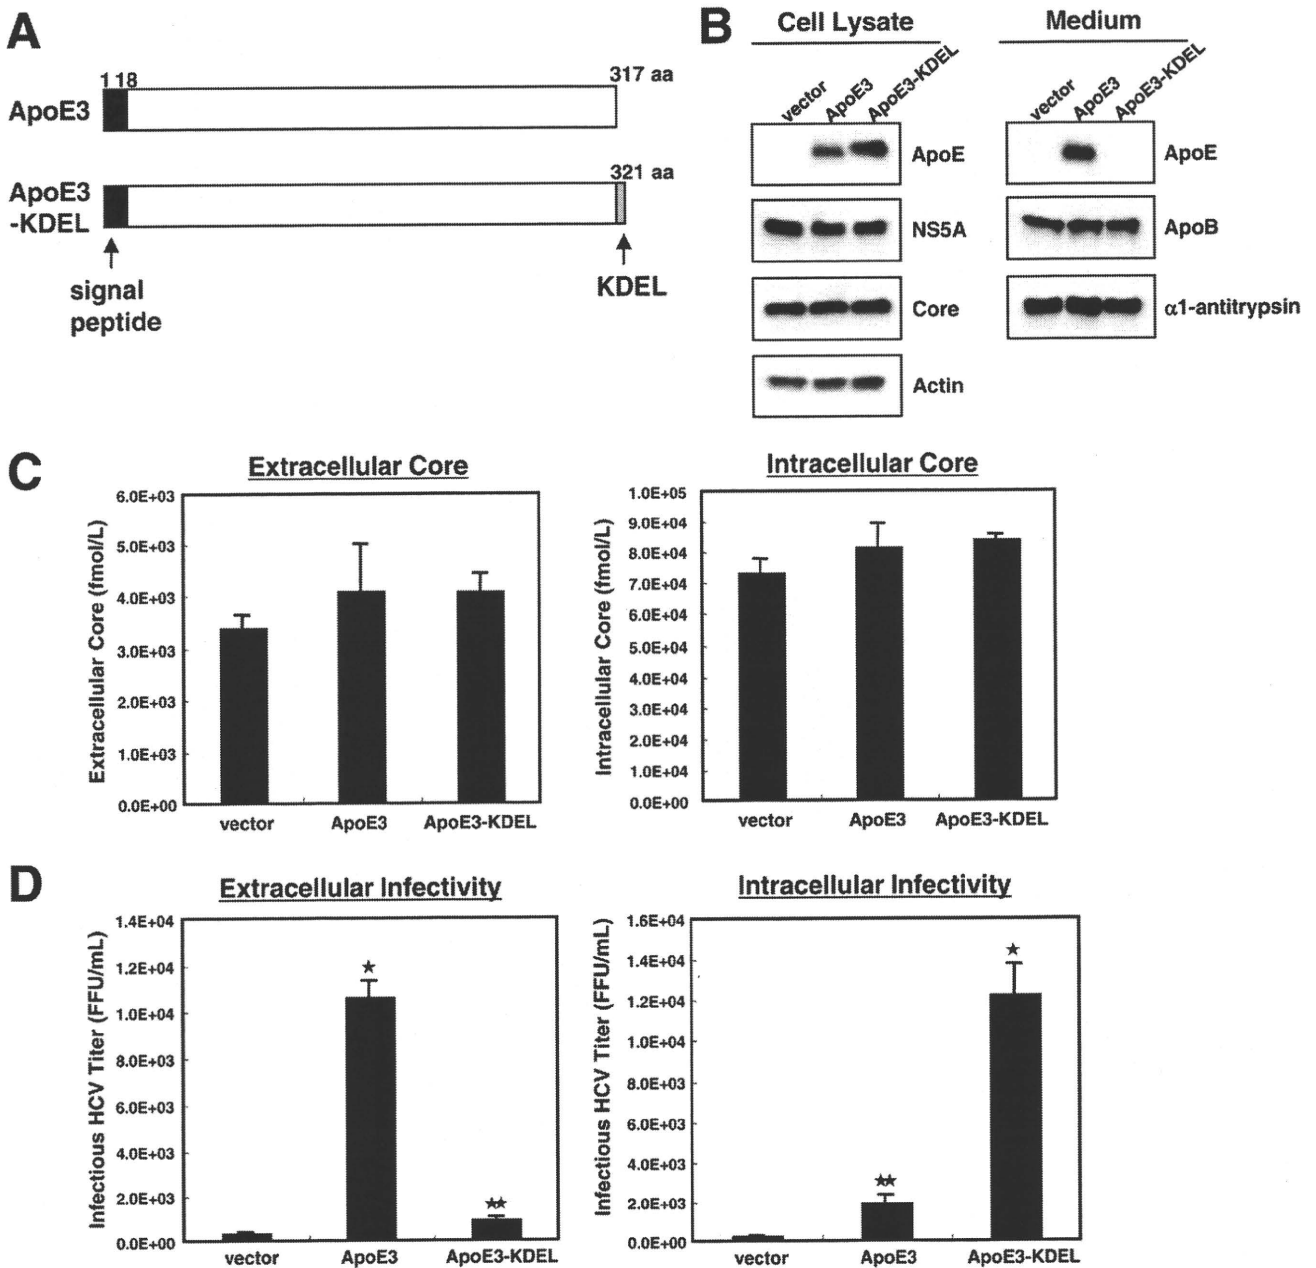 A
1 18
317 aa
ApoE3
ApoE3
-KDEL
321 aa
signal
peptide
KDEL
B
Cell Lysate
Medium
vector
ApoE3
ApoE3-KDEL
vector
ApoE3
ApoE3-KDEL
ApoE
NS5A
Core
Actin
ApoE
ApoB
α1-antitrypsin
C
Extracellular Core
Extracellular Core (fmol/L)
6.0E+03
5.0E+03
4.0E+03
3.0E+03
2.0E+03
1.0E+03
0.0E+00
vector
ApoE3
ApoE3-KDEL
Intracellular Core
Intracellular Core (fmol/L)
1.0E+05
9.0E+04
8.0E+04
7.0E+04
6.0E+04
5.0E+04
4.0E+04
3.0E+04
2.0E+04
1.0E+04
0.0E+00
vector
ApoE3
ApoE3-KDEL
D
Extracellular Infectivity
Infectious HCV Titer (FFU/mL)
1.4E+04
1.2E+04
1.0E+04
8.0E+03
6.0E+03
4.0E+03
2.0E+03
0.0E+00
★
★★
vector
ApoE3
ApoE3-KDEL
Intracellular Infectivity
Infectious HCV Titer (FFU/mL)
1.6E+04
1.4E+04
1.2E+04
1.0E+04
8.0E+03
6.0E+03
4.0E+03
2.0E+03
0.0E+00
★★
★
vector
ApoE3
ApoE3-KDEL